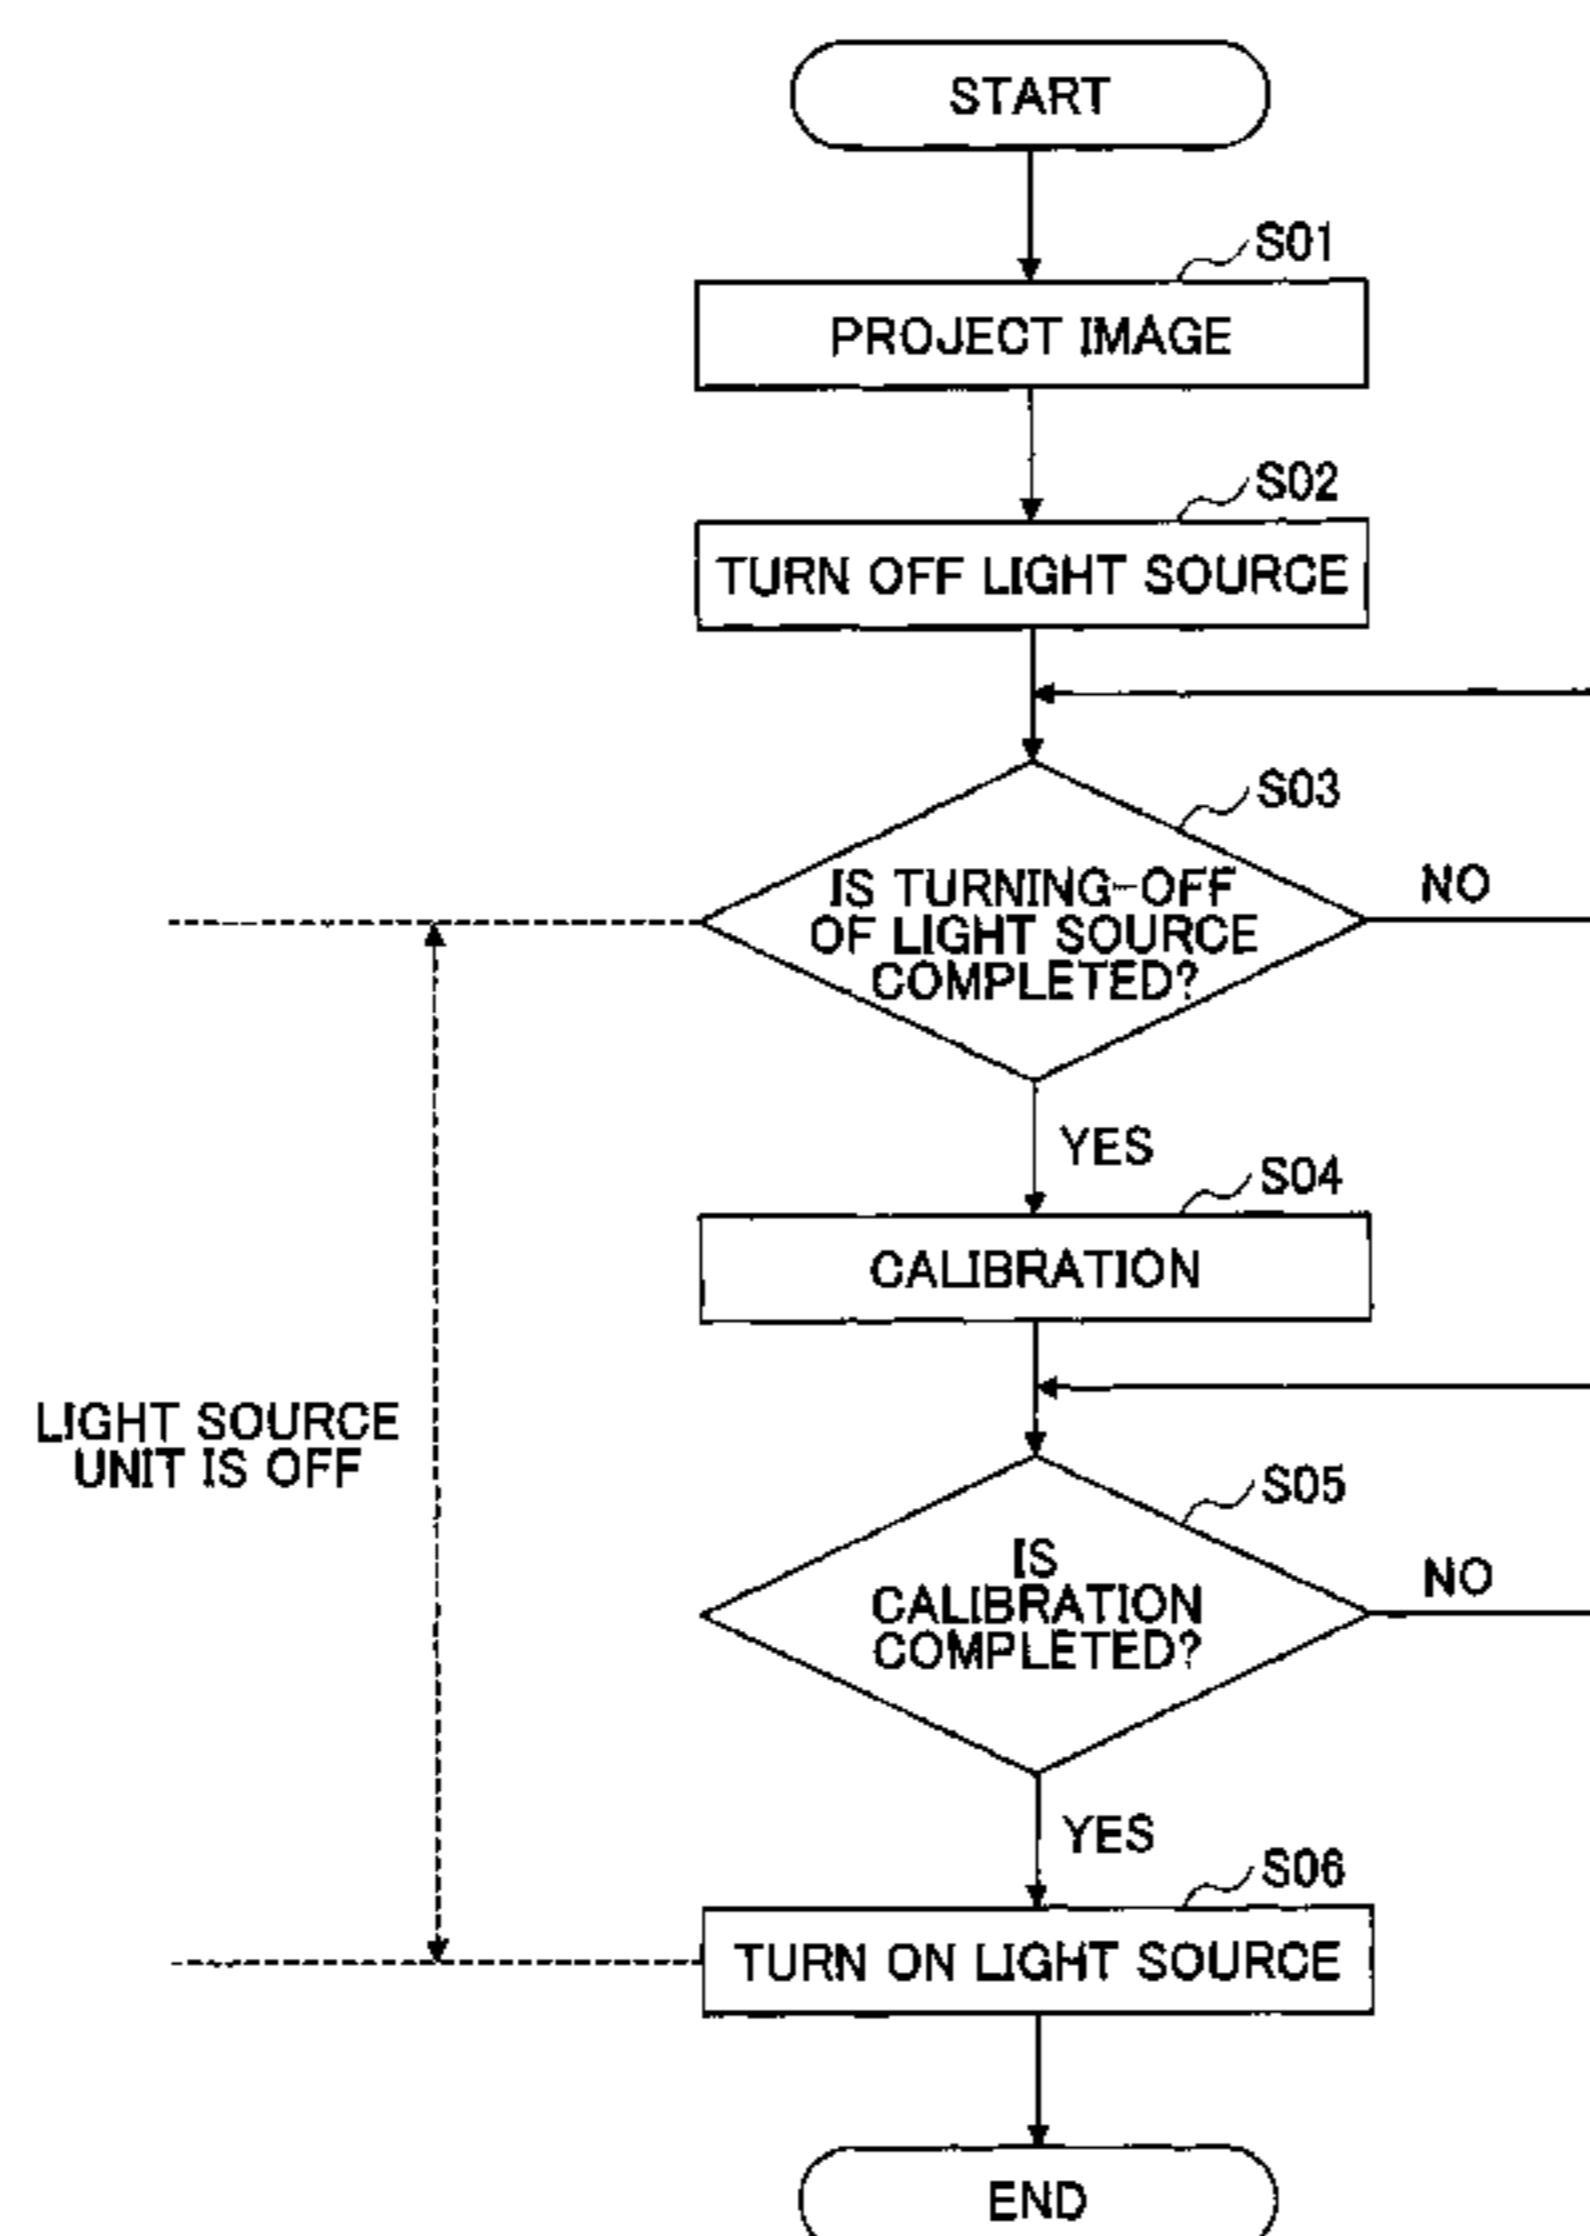 START
S01
PROJECT IMAGE
S02
TURN OFF LIGHT SOURCE
S03
IS TURNING-OFF
OF LIGHT SOURCE
COMPLETED?
NO
YES
S04
CALIBRATION
LIGHT SOURCE
UNIT IS OFF
S05
IS
CALIBRATION
COMPLETED?
NO
YES
S06
TURN ON LIGHT SOURCE
END